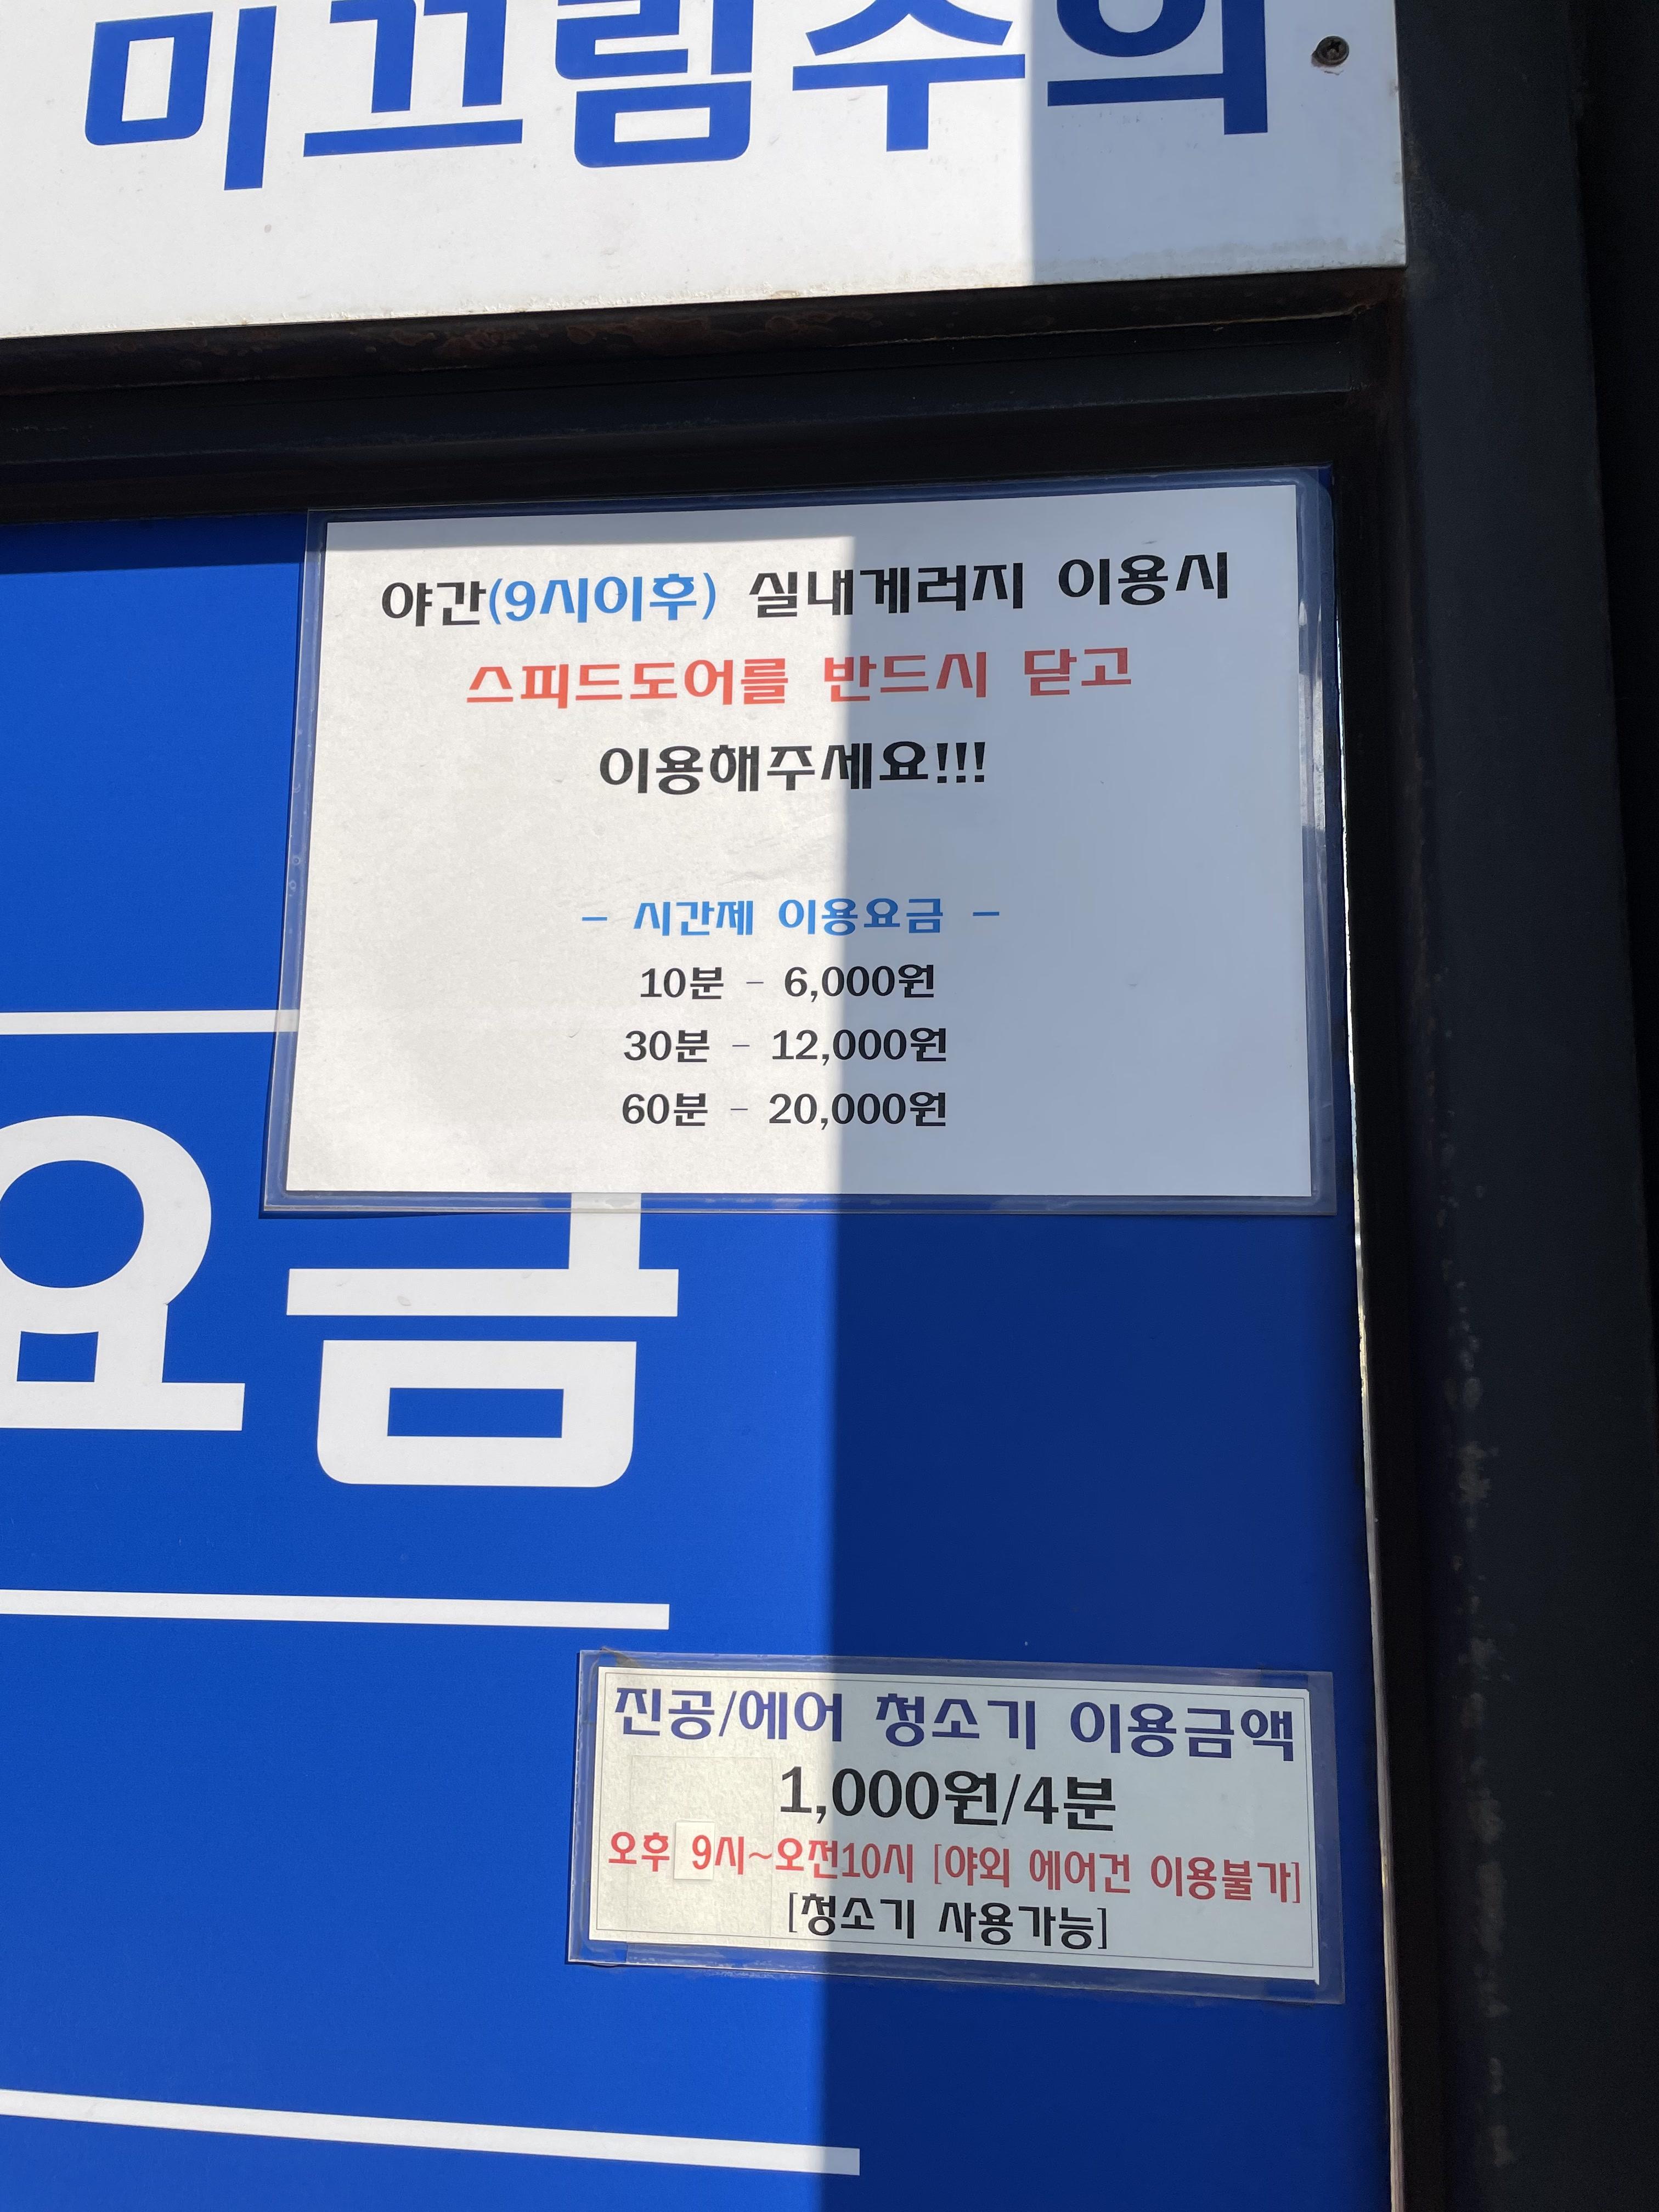 미끄럼주의
야간(9시이후) 실내게러지 이용시
스피드도어를 반드시 닫고
이용해주세요!!!
- 시간제 이용요금 -
10분 - 6,000원
30분 - 12,000원
60분 - 20,000원
요금
진공/에어 청소기 이용금액
1,000원/4분
오후 9시~오전10시 [야외 에어건 이용불가]
[청소기 사용가능]